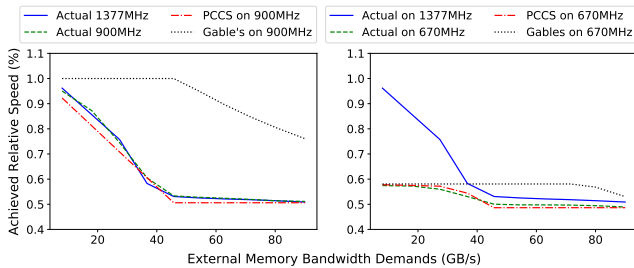 Actual 1377MHz
Actual 900MHz
PCCS on 900MHz
Gable's on 900MHz
Actual on 1377MHz
Actual on 670MHz
PCCS on 670MHz
Gables on 670MHz
Achieved Relative Speed (%)
1.1
1.0
0.9
0.8
0.7
0.6
0.5
0.4
20
40
60
80
1.1
1.0
0.9
0.8
0.7
0.6
0.5
0.4
20
40
60
80
External Memory Bandwidth Demands (GB/s)